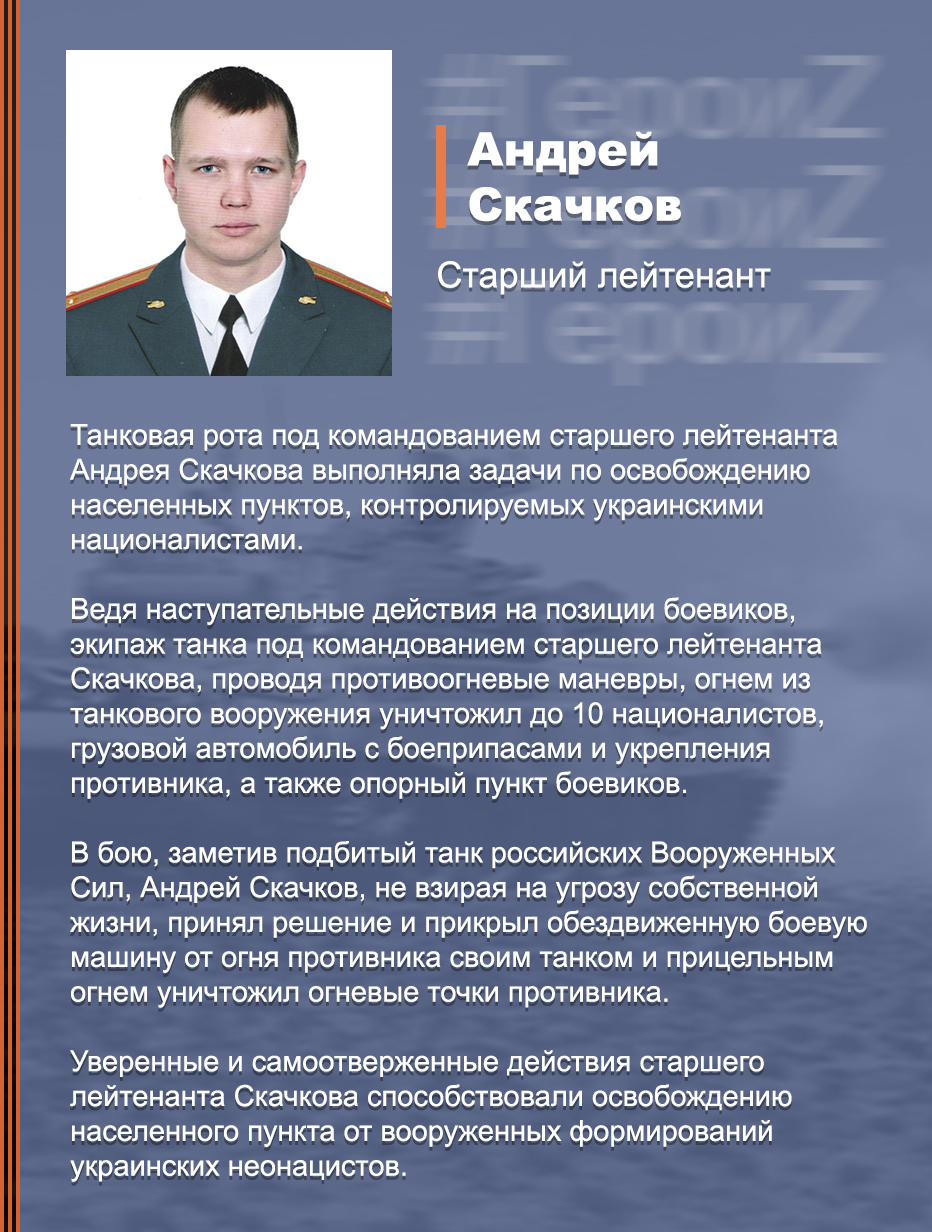 #ГероиZ
Андрей
#ГероиZ
Скачков
Старший лейтенант
#ГероиZ
Танковая рота под командованием старшего лейтенанта
Андрея Скачкова выполняла задачи по освобождению
населенных пунктов, контролируемых украинскими
националистами.
Ведя наступательные действия на позиции боевиков,
экипаж танка под командованием старшего лейтенанта
Скачкова, проводя противоогневые маневры, огнем из
танкового вооружения уничтожил до 10 националистов,
грузовой автомобиль с боеприпасами и укрепления
противника, а также опорный пункт боевиков.
В бою, заметив подбитый танк российских Вооруженных
Сил, Андрей Скачков, не взирая на угрозу собственной
жизни, принял решение и прикрыл обездвиженную боевую
машину от огня противника своим танком и прицельным
огнем уничтожил огневые точки противника.
Уверенные и самоотверженные действия старшего
лейтенанта Скачкова способствовали освобождению
населенного пункта от вооруженных формирований
украинских неонацистов.